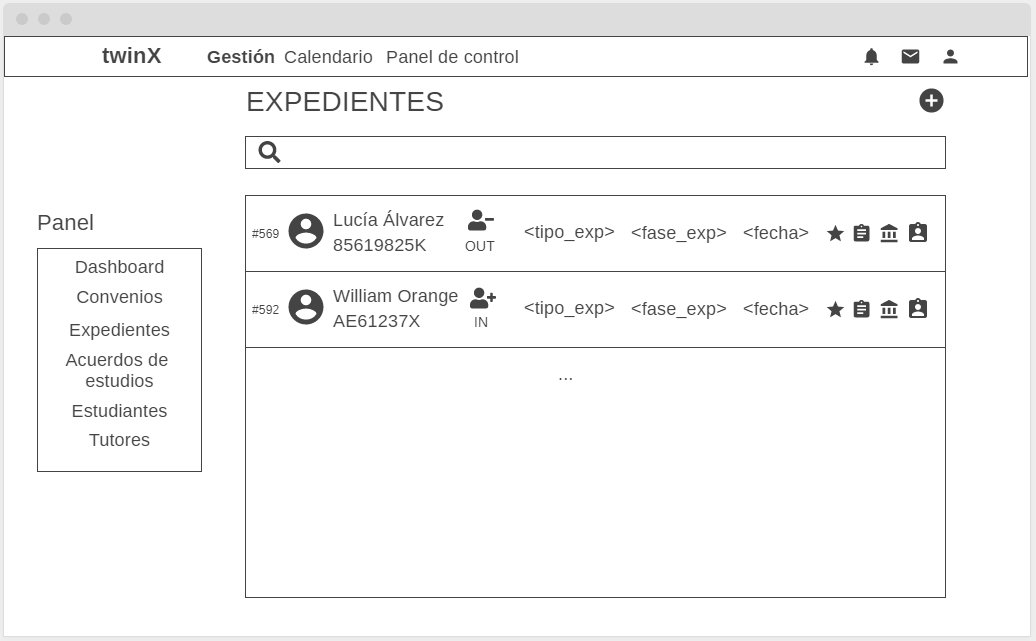 twinX Gestión Calendario Panel de control
EXPEDIENTES
Panel
Dashboard
Convenios
Expedientes
Acuerdos de
estudios
Estudiantes
Tutores
#569 Lucía Álvarez <tipo_exp> <fase_exp> <fecha>
85619825K OUT
#592 William Orange <tipo_exp> <fase_exp> <fecha>
AE61237X IN
...